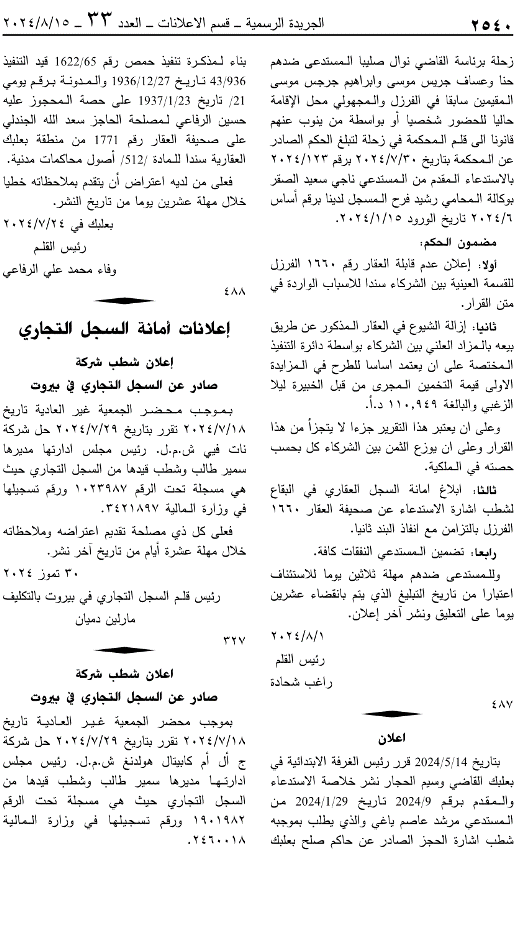 ٢٥٤٠
الجريدة الرسمية ـ قسم الاعلانات ـ العدد ٣٣ ـ ٢٠٢٤/٨/١٥
زحلة برئاسة القاضي نوال صليبا المستدعى ضدهم
حنا وعساف جريس موسى وابراهيم جرجس موسى
المقيمين سابقا في الفرزل والمجهولي محل الإقامة
حاليا للحضور شخصيا أو بواسطة من ينوب عنهم
قانونا الى قلم المحكمة في زحلة لتبلغ الحكم الصادر
عن المحكمة بتاريخ ٢٠٢٤/٧/٣٠ برقم ٢٠٢٤/١٢٣
بالاستدعاء المقدم من المستدعي ناجي سعيد الصقر
بوكالة المحامي رشيد فرح المسجل لدينا برقم أساس
٢٠٢٤/٦ تاريخ الورود ٢٠٢٤/١/١٥.
مضمون الحكم:
أولا: إعلان عدم قابلة العقار رقم ١٦٦٠ الفرزل
للقسمة العينية بين الشركاء سندا للاسباب الواردة في
متن القرار.
ثانيا: إزالة الشيوع في العقار المذكور عن طريق
بيعه بالمزاد العلني بين الشركاء بواسطة دائرة التنفيذ
المختصة على ان يعتمد اساسا للطرح في المزايدة
الاولى قيمة التخمين المجرى من قبل الخبيرة ليلا
الزغبي والبالغة ١١٠,٩٤٩ د.أ.
وعلى ان يعتبر هذا التقرير جزءا لا يتجزأ من هذا
القرار وعلى ان يوزع الثمن بين الشركاء كل بحسب
حصته في الملكية.
ثالثا: ابلاغ امانة السجل العقاري في البقاع
لشطب اشارة الاستدعاء عن صحيفة العقار ١٦٦٠
الفرزل بالتزامن مع انفاذ البند ثانيا.
رابعا: تضمين المستدعي النفقات كافة.
وللمستدعى ضدهم مهلة ثلاثين يوما للاستئناف
اعتبارا من تاريخ التبليغ الذي يتم بانقضاء عشرين
يوما على التعليق ونشر آخر إعلان.
٢٠٢٤/٨/١
رئيس القلم
راغب شحادة
٤٨٧
اعلان
بتاريخ 2024/5/14 قرر رئيس الغرفة الابتدائية في
بعلبك القاضي وسيم الحجار نشر خلاصة الاستدعاء
والمقدم برقم 2024/9 تاريخ 2024/1/29 من
المستدعي مرشد عاصم ياغي والذي يطلب بموجبه
شطب اشارة الحجز الصادر عن حاكم صلح بعلبك
بناء لمذكرة تنفيذ حمص رقم 1622/65 قيد التنفيذ
43/936 تاريخ 1936/12/27 والمدونة برقم يومي
21/ تاريخ 1937/1/23 على حصة المحجوز عليه
حسين الرفاعي لمصلحة الحاجز سعد الله الجندلي
على صحيفة العقار رقم 1771 من منطقة بعلبك
العقارية سندا للمادة /512/ أصول محاكمات مدنية.
فعلى من لديه اعتراض أن يتقدم بملاحظاته خطيا
خلال مهلة عشرين يوما من تاريخ النشر.
بعلبك في ٢٠٢٤/٧/٢٤
رئيس القلم
وفاء محمد علي الرفاعي
٤٨٨
إعلانات أمانة السجل التجاري
إعلان شطب شركة
صادر عن السجل التجاري في بيروت
بموجب محضر الجمعية غير العادية تاريخ
٢٠٢٤/٧/١٨ تقرر بتاريخ ٢٠٢٤/٧/٢٩ حل شركة
نات فيي ش.م.ل. رئيس مجلس ادارتها مديرها
سمير طالب وشطب قيدها من السجل التجاري حيث
هي مسجلة تحت الرقم ١٠٢٣٩٨٧ ورقم تسجيلها
في وزارة المالية ٣٤٢١٨٩٧.
فعلى كل ذي مصلحة تقديم اعتراضه وملاحظاته
خلال مهلة عشرة أيام من تاريخ آخر نشر.
٣٠ تموز ٢٠٢٤
رئيس قلم السجل التجاري في بيروت بالتكليف
مارلين دميان
٣٢٧
اعلان شطب شركة
صادر عن السجل التجاري في بيروت
بموجب محضر الجمعية غير العادية تاريخ
٢٠٢٤/٧/١٨ تقرر بتاريخ ٢٠٢٤/٧/٢٩ حل شركة
ج أل أم كابيتال هولدنغ ش.م.ل. رئيس مجلس
ادارتها مديرها سمير طالب وشطب قيدها من
السجل التجاري حيث هي مسجلة تحت الرقم
١٩٠١٩٨٢ ورقم تسجيلها في وزارة المالية
٢٤٦٠٠١٨.